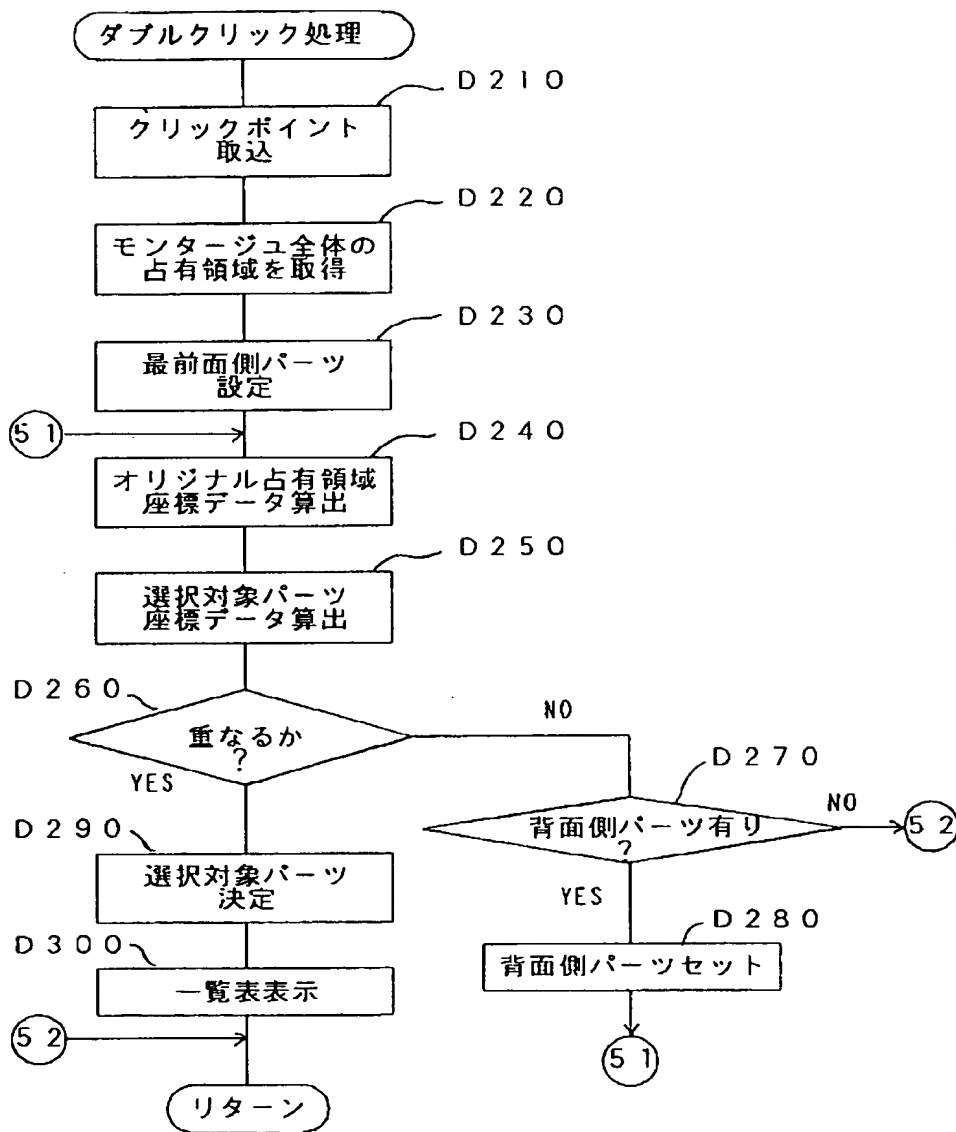 ダブルクリック処理
D210
クリックポイント
取込
D220
モンタージュ全体の
占有領域を取得
D230
最前面側パーツ
設定
51
D240
オリジナル占有領域
座標データ算出
D250
選択対象パーツ
座標データ算出
D260
重なるか
?
NO
YES
D270
背面側パーツ有り
?
NO
52
YES
D290
選択対象パーツ
決定
D280
背面側パーツセット
51
D300
一覧表表示
52
リターン